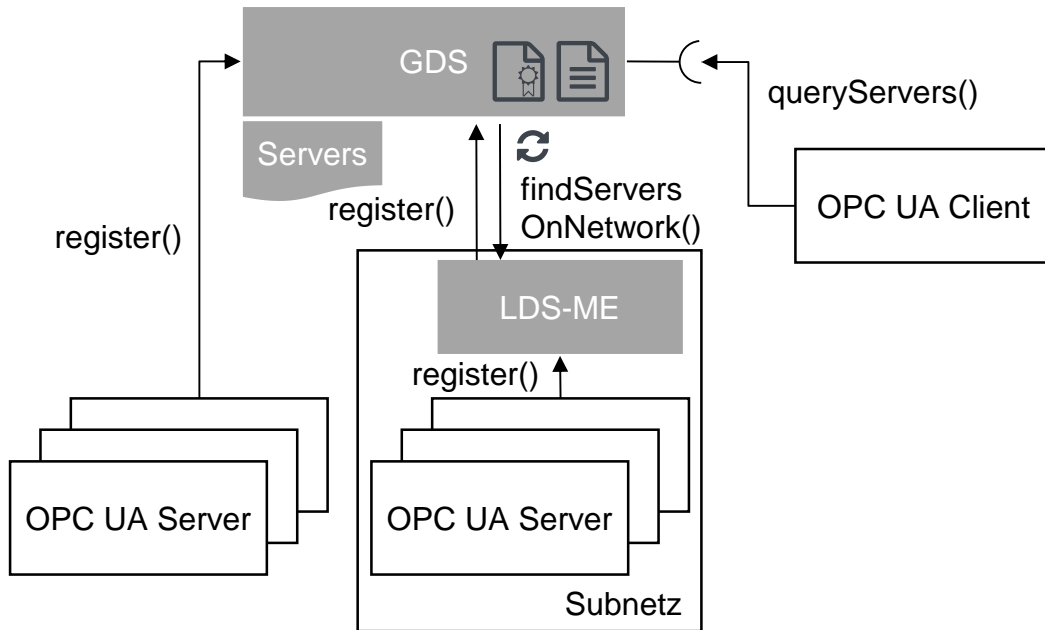 GDS
queryServers()
Servers
findServers
OnNetwork()
register()
register()
OPC UA Client
LDS-ME
register()
OPC UA Server
OPC UA Server
Subnetz